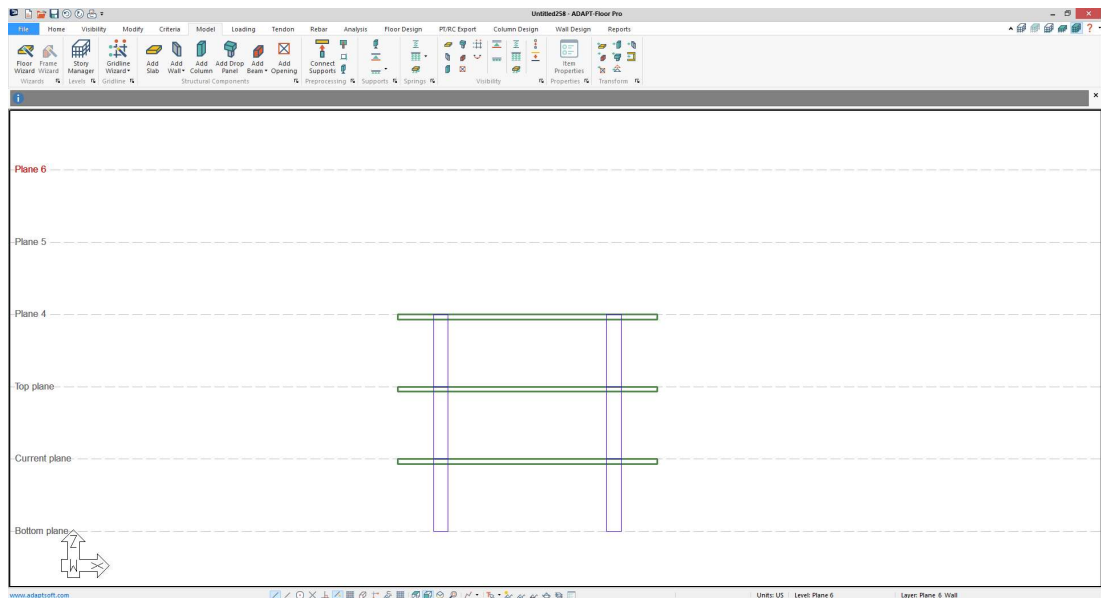 Untitled258 - ADAPT-Floor Pro
File Home Visibility Modify Criteria Model Loading Tendon Rebar Analysis Floor Design PT/RC Export Column Design Wall Design Reports
Floor Wizard
Frame Wizard
Story Manager
Gridline Wizard
Add Slab
Add Wall
Add Column
Add Drop Panel
Add Beam
Add Opening
Connect Supports
Item Properties
Wizards Levels Gridline Structural Components Preprocessing Supports Springs Visibility Properties Transform
Plane 6
Plane 5
Plane 4
Top plane
Current plane
Bottom plane
Z
W X
www.adaptsoft.com Units: US Level: Plane 6 Layer: Plane_6_Wall